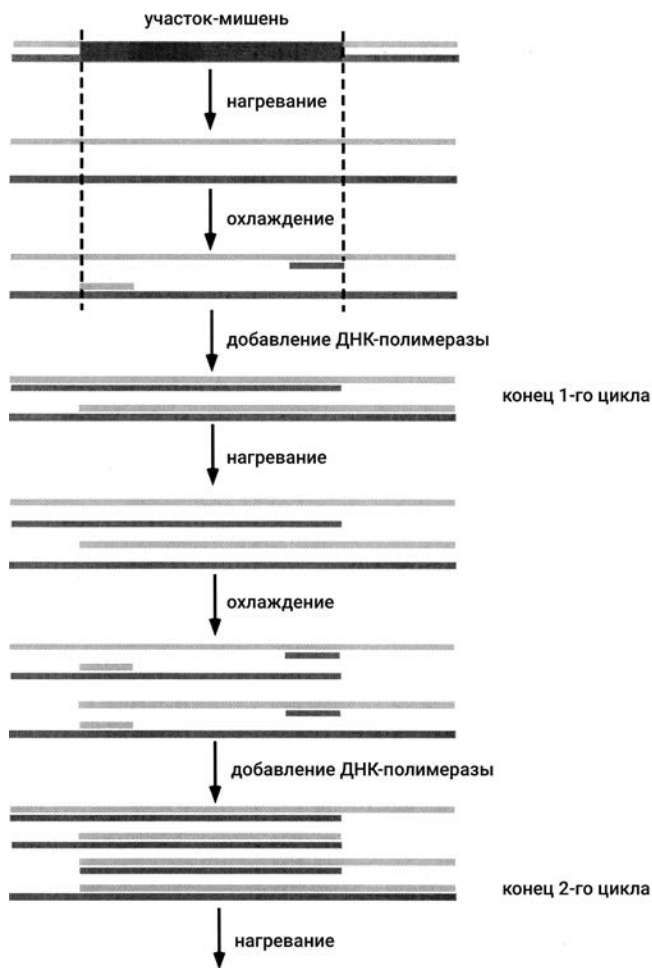 участок-мишень
нагревание
охлаждение
добавление ДНК-полимеразы
конец 1-го цикла
нагревание
охлаждение
добавление ДНК-полимеразы
конец 2-го цикла
нагревание